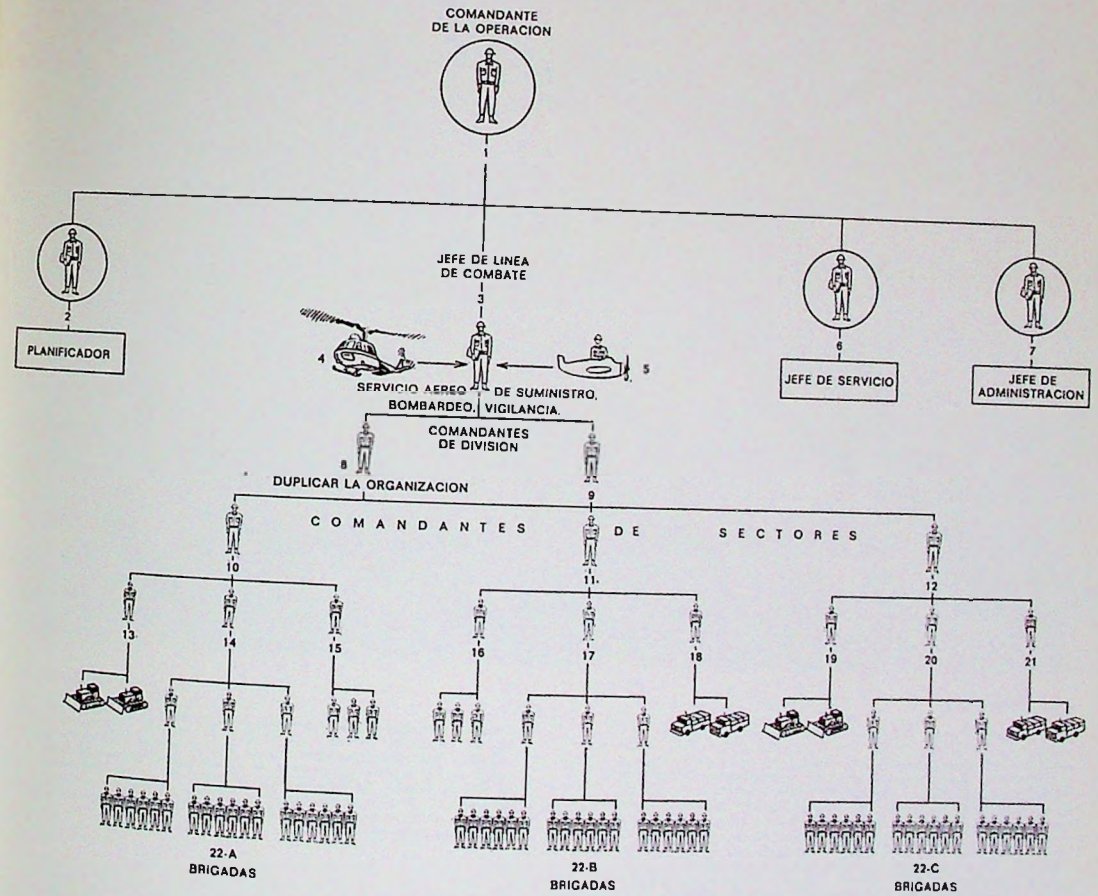 COMANDANTE
DE LA OPERACION
1
JEFE DE LINEA
DE COMBATE
2
PLANIFICADOR
3
4
5
6
JEFE DE SERVICIO
7
JEFE DE
ADMINISTRACION
SERVICIO AEREO DE SUMINISTRO,
BOMBARDEO, VIGILANCIA.
COMANDANTES
DE DIVISION
8
9
DUPLICAR LA ORGANIZACION
COMANDANTES DE SECTORES
10
11
12
13
14
15
16
17
18
19
20
21
22-A
BRIGADAS
22-B
BRIGADAS
22-C
BRIGADAS